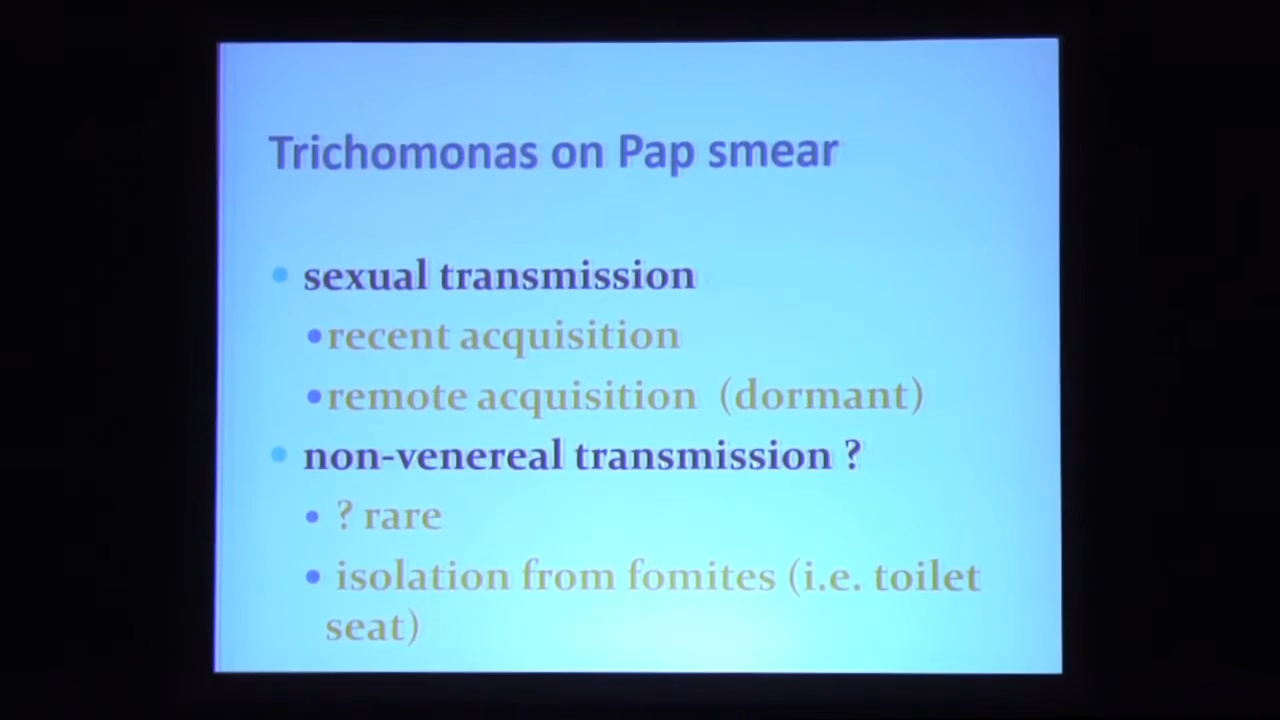 Trichomonas on Pap smear
• sexual transmission
•recent acquisition
•remote acquisition (dormant)
• non-venereal transmission ?
• ? rare
• isolation from fomites (i.e. toilet
seat)